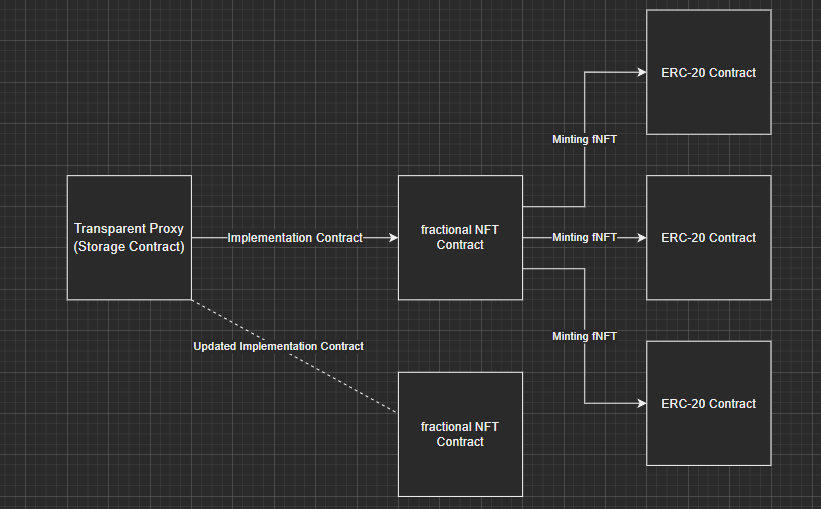 ERC-20 Contract
Minting fNFT
Transparent Proxy
(Storage Contract)
Implementation Contract
fractional NFT
Contract
Minting fNFT
ERC-20 Contract
Updated Implementation Contract
Minting fNFT
ERC-20 Contract
fractional NFT
Contract